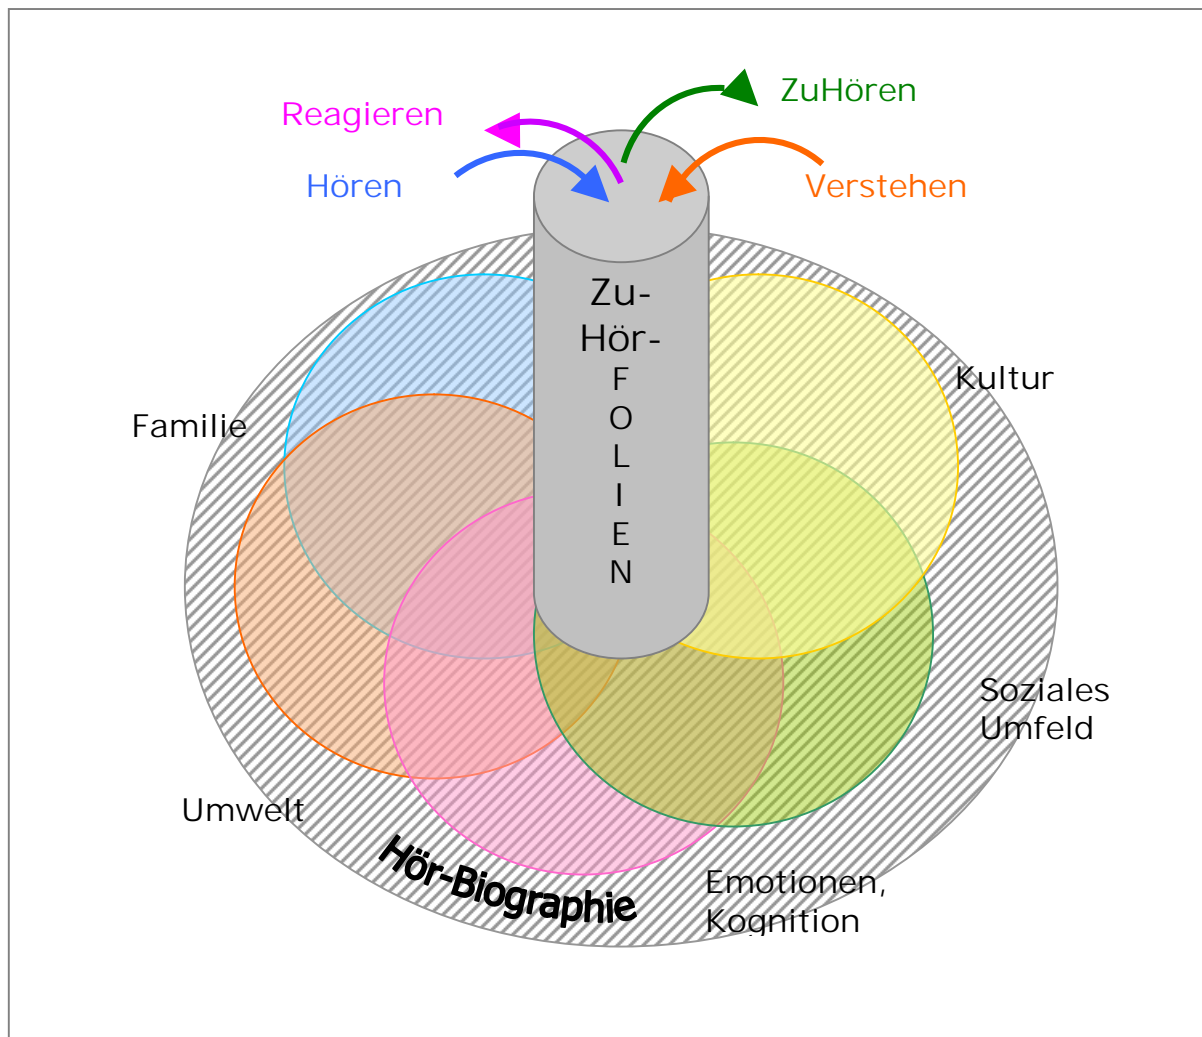 Reagieren
ZuHören
Hören
Verstehen
Zu-
Hör-
F
O
L
I
E
N
Kultur
Familie
Soziales
Umfeld
Umwelt
Hör-Biographie
Emotionen,
Kognition